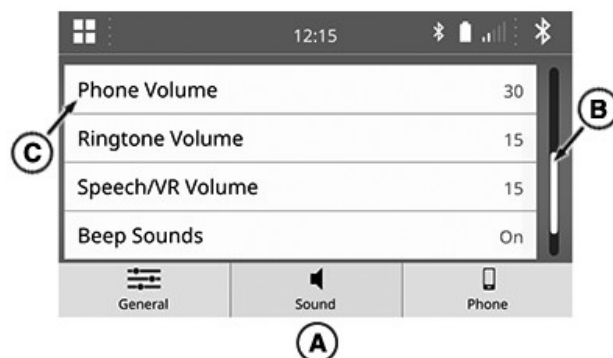 12:15
Phone Volume 30
C
B
Ringtone Volume 15
Speech/VR Volume 15
Beep Sounds On
General Sound Phone
A